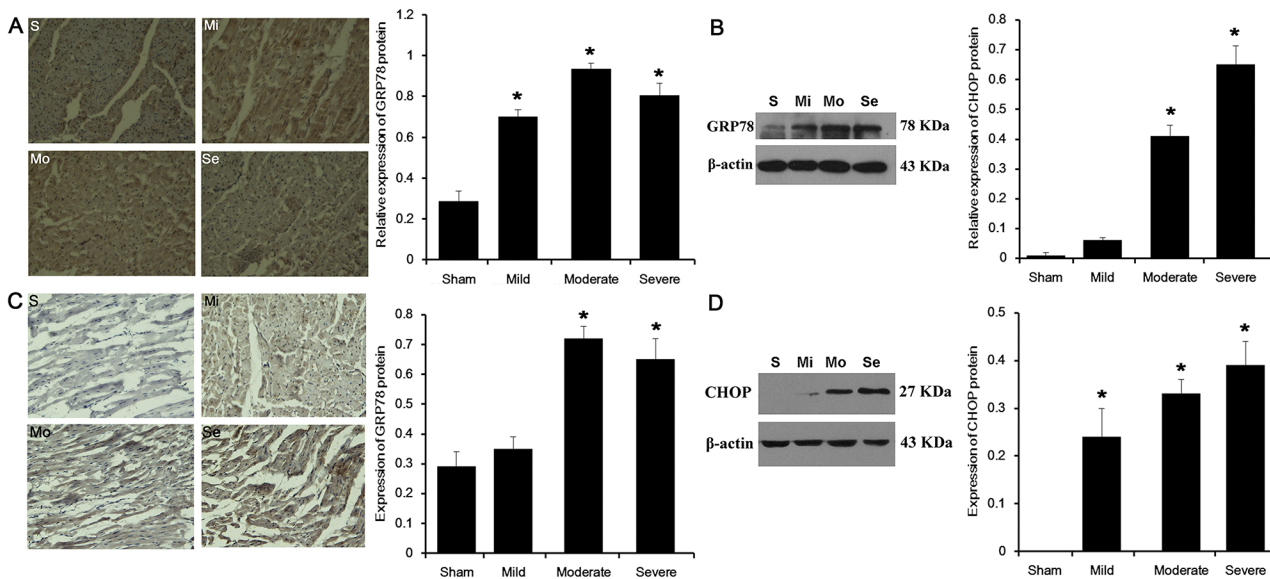 A
S
Mi
Mo
Se
Relative expression of GRP78 protein
1.2
1
0.8
0.6
0.4
0.2
0
*
*
*
Sham Mild Moderate Severe
B
S Mi Mo Se
GRP78 78 KDa
β-actin 43 KDa
Relative expression of CHOP protein
0.8
0.7
0.6
0.5
0.4
0.3
0.2
0.1
0
*
*
Sham Mild Moderate Severe
C
S
Mi
Mo
Se
Expression of GRP78 protein
0.8
0.7
0.6
0.5
0.4
0.3
0.2
0.1
0
*
*
Sham Mild Moderate Severe
D
S Mi Mo Se
CHOP 27 KDa
β-actin 43 KDa
Expression of CHOP protein
0.5
0.4
0.3
0.2
0.1
0
*
*
*
Sham Mild Moderate Severe